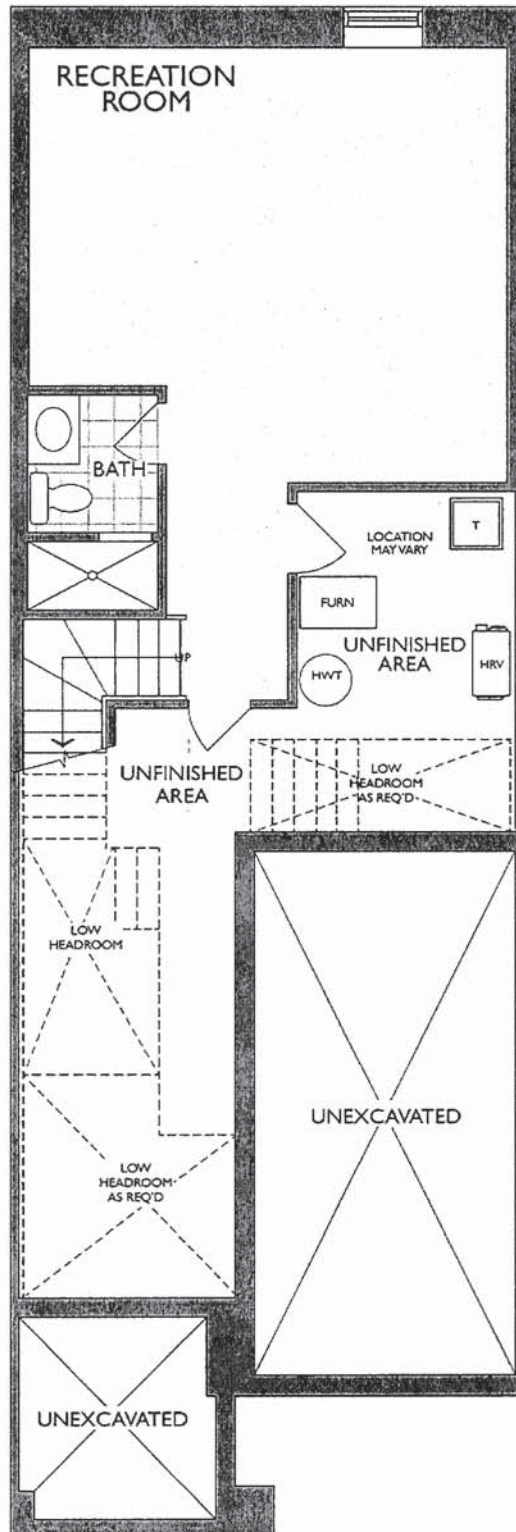 RECREATION
ROOM
BATH
LOCATION
MAY VARY
T
FURN
UNFINISHED
AREA
HRV
HWT
UP
UNFINISHED
AREA
LOW
HEADROOM
AS REQ'D
LOW
HEADROOM
UNEXCAVATED
LOW
HEADROOM
AS REQ'D
UNEXCAVATED